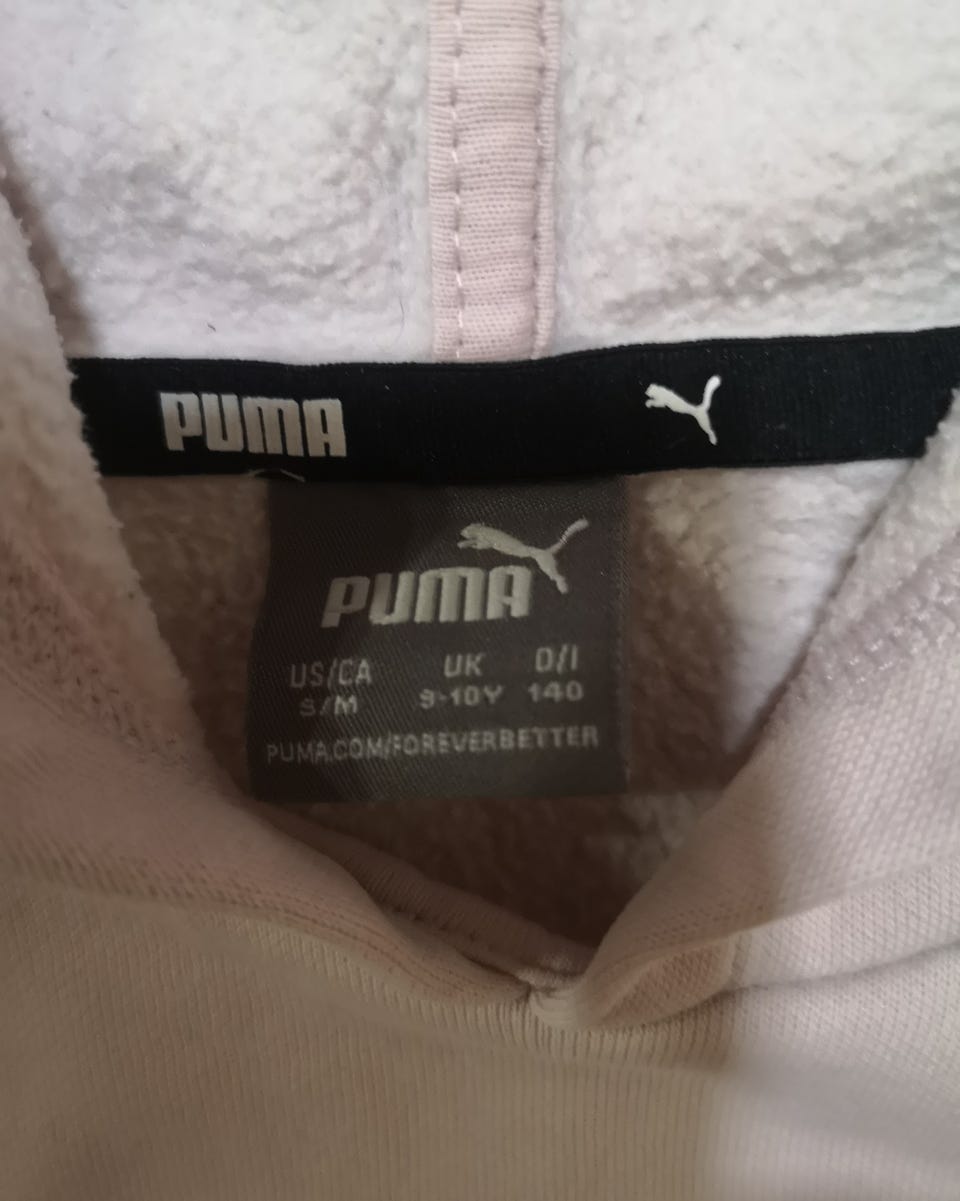 PUMA
PUMA
US/CA UK D/I
S/M 9-10Y 140
PUMA.COM/FOREVERBETTER